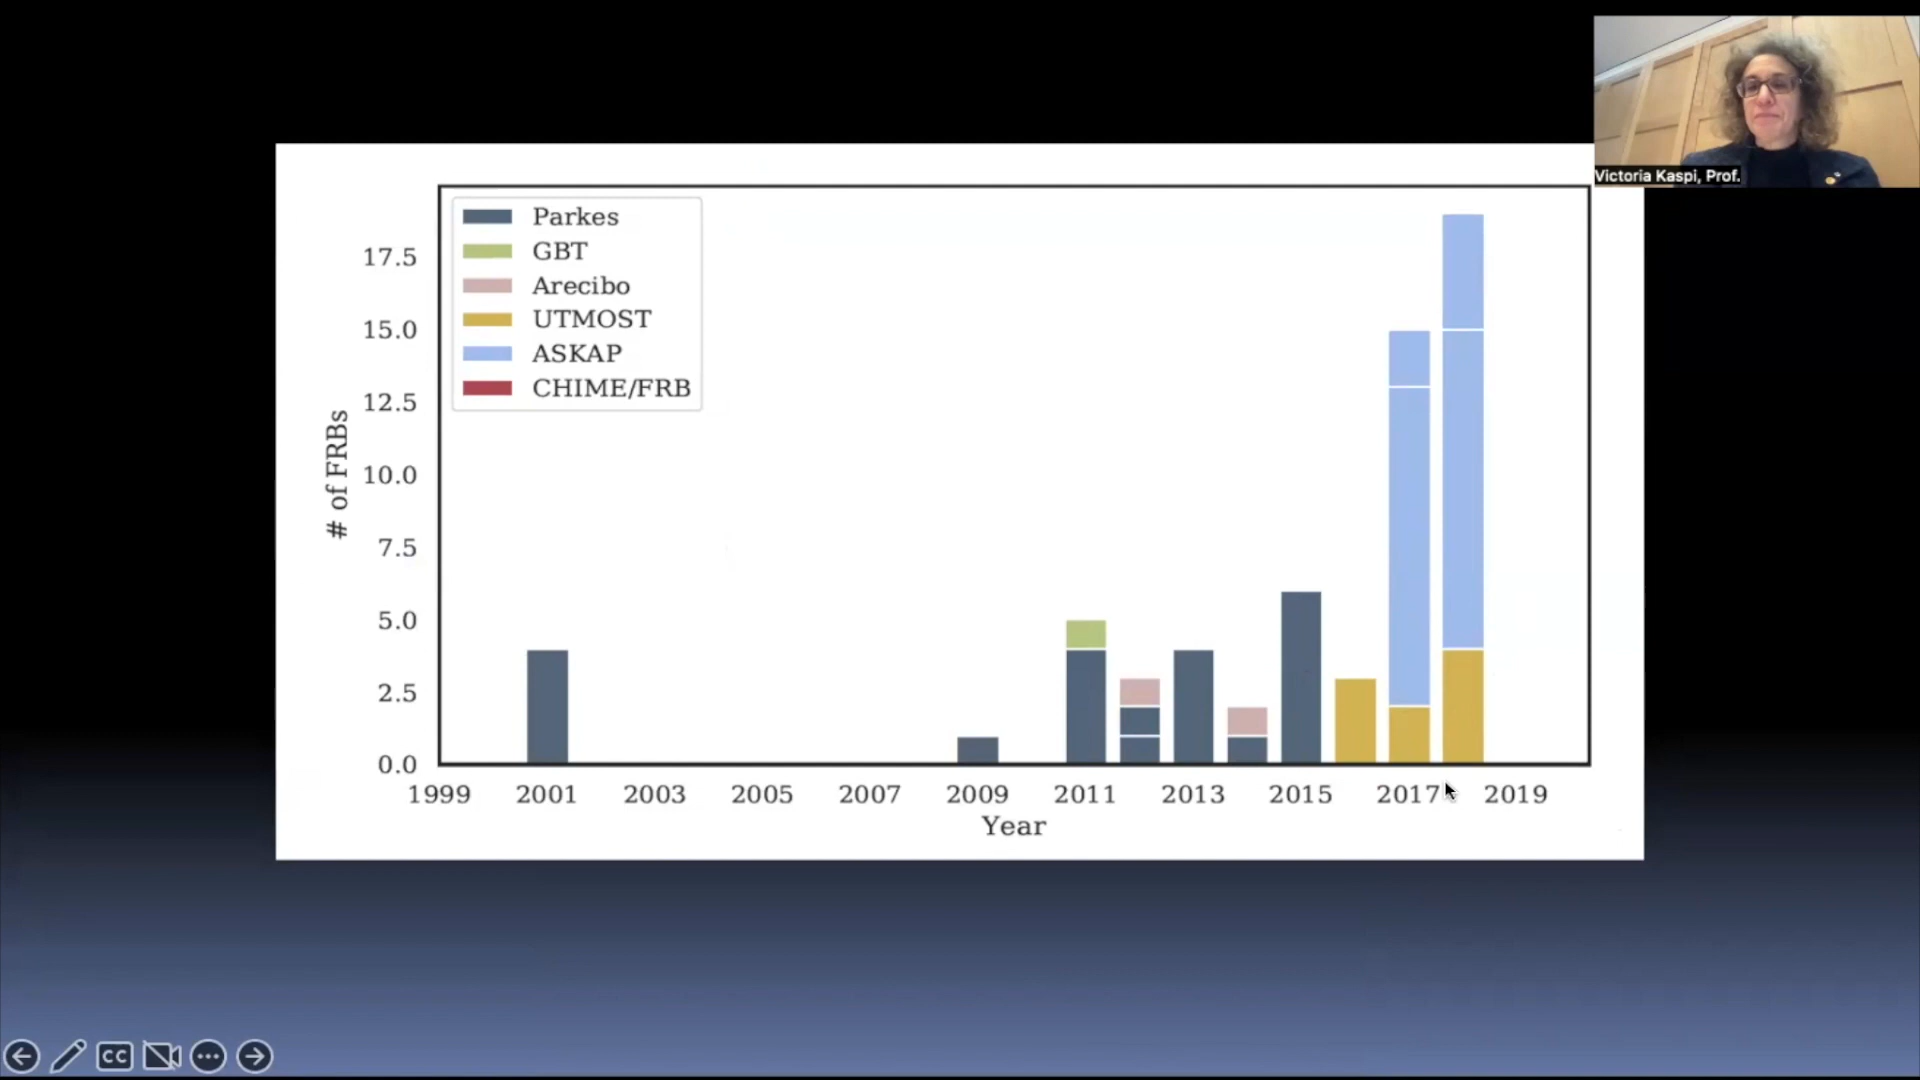 Victoria Kaspi, Prof.
Parkes
GBT
Arecibo
UTMOST
ASKAP
CHIME/FRB
# of FRBs
17.5
15.0
12.5
10.0
7.5
5.0
2.5
0.0
1999 2001 2003 2005 2007 2009 2011 2013 2015 2017 2019
Year
CC